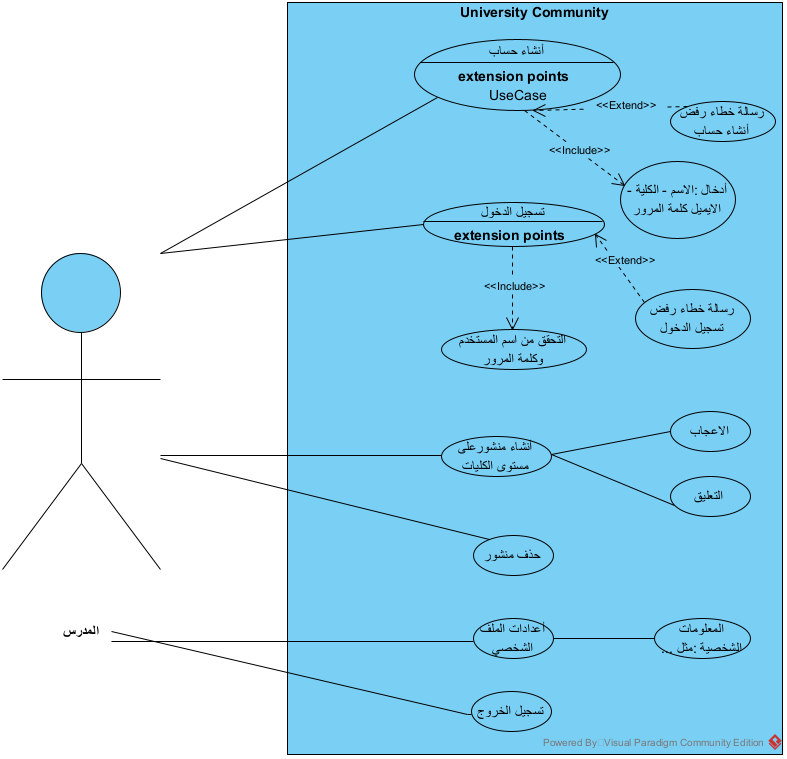 University Community
أنشاء حساب
extension points
UseCase
<<Extend>>
رسالة خطاء رفض
أنشاء حساب
<<Include>>
أدخال :الاسم - الكلية -
الايميل كلمة المرور
تسجيل الدخول
extension points
<<Extend>>
<<Include>>
رسالة خطاء رفض
تسجيل الدخول
التحقق من اسم المستخدم
وكلمة المرور
الاعجاب
أنشاء منشورعلى
مستوى الكليات
التعليق
حذف منشور
المدرس
أعدادات الملف
الشخصي
المعلومات
الشخصية :مثل ...
تسجيل الخروج
Powered By Visual Paradigm Community Edition